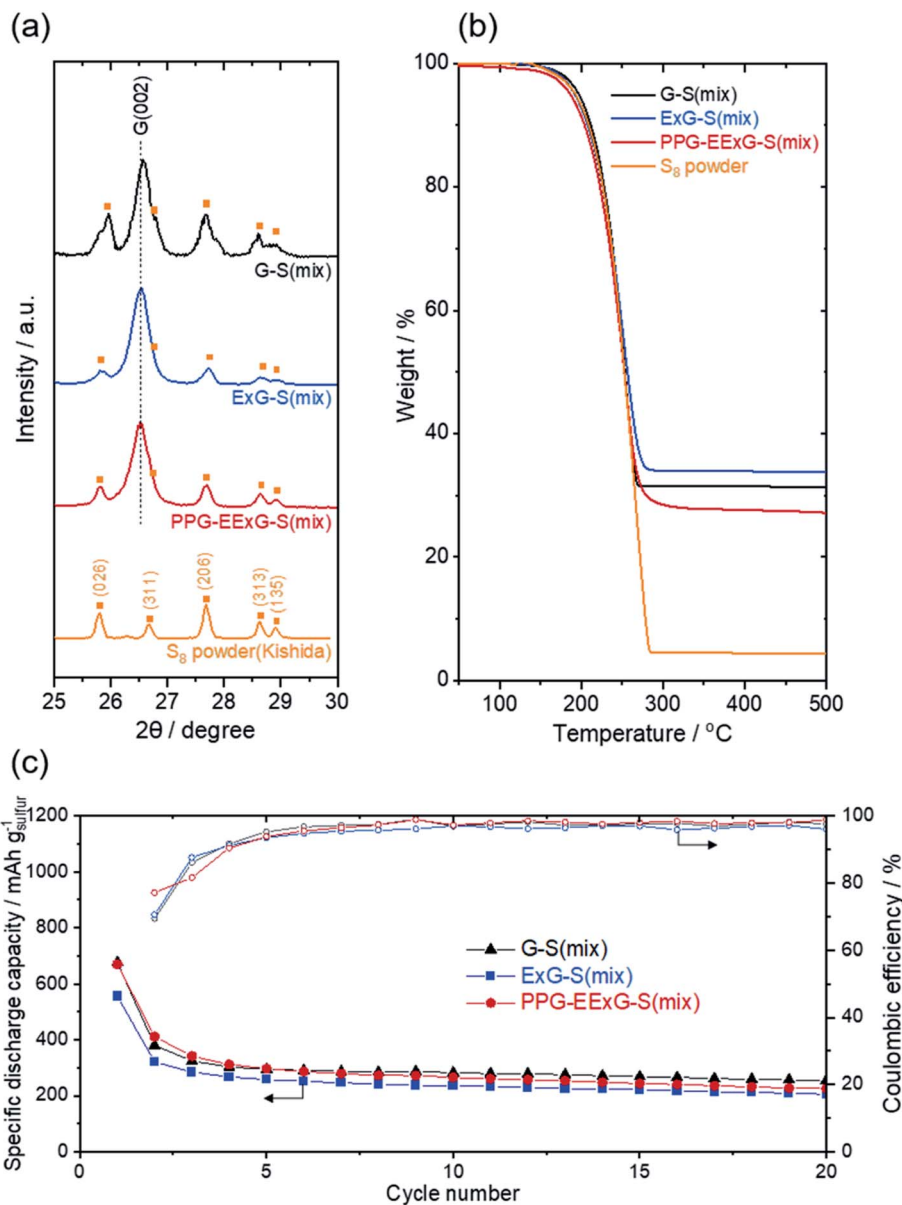 (a)
G(002)
G-S(mix)
ExG-S(mix)
PPG-EExG-S(mix)
(026)
(311)
(206)
(313)
(135)
S₈ powder(Kishida)
Intensity / a.u.
25 26 27 28 29 30
2θ / degree
(b)
G-S(mix)
ExG-S(mix)
PPG-EExG-S(mix)
S₈ powder
100
80
60
40
20
0
Weight / %
100 200 300 400 500
Temperature / °C
(c)
Specific discharge capacity / mAh g⁻¹sulfur
1200
1000
800
600
400
200
0
G-S(mix)
ExG-S(mix)
PPG-EExG-S(mix)
100
80
60
40
20
0
Coulombic efficiency / %
0 5 10 15 20
Cycle number